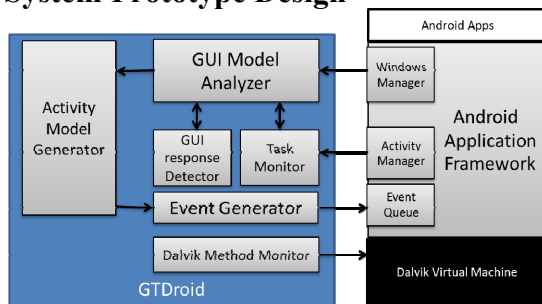 System Prototype Design
Android Apps
GUI Model
Analyzer
Windows
Manager
Activity
Model
Generator
Android
Application
Framework
GUI
response
Detector
Task
Monitor
Activity
Manager
Event Generator
Event
Queue
Dalvik Method Monitor
Dalvik Virtual Machine
GTDroid